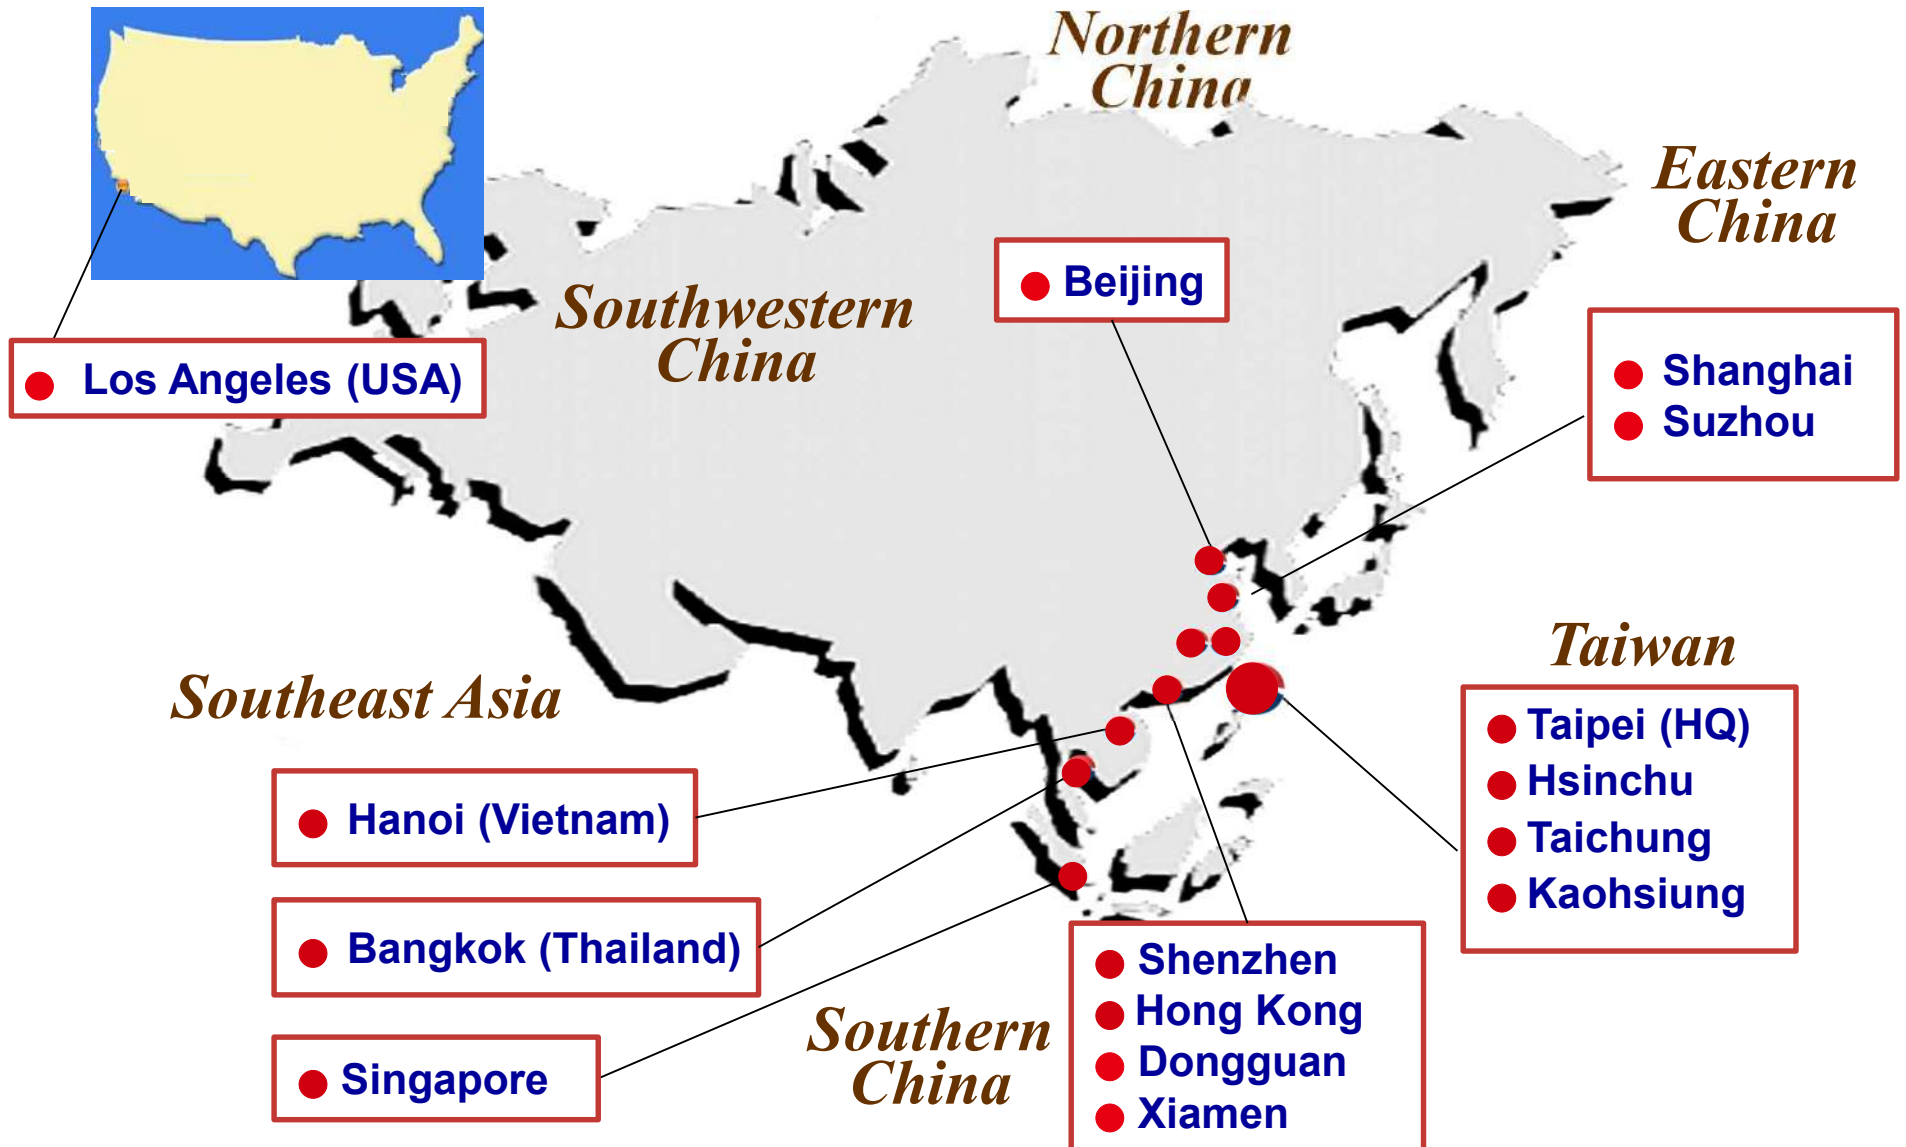 Northern
China
Eastern
China
Southwestern
China
Beijing
Los Angeles (USA)
Shanghai
Suzhou
Taiwan
Southeast Asia
Taipei (HQ)
Hsinchu
Taichung
Kaohsiung
Hanoi (Vietnam)
Bangkok (Thailand)
Singapore
Southern
China
Shenzhen
Hong Kong
Dongguan
Xiamen